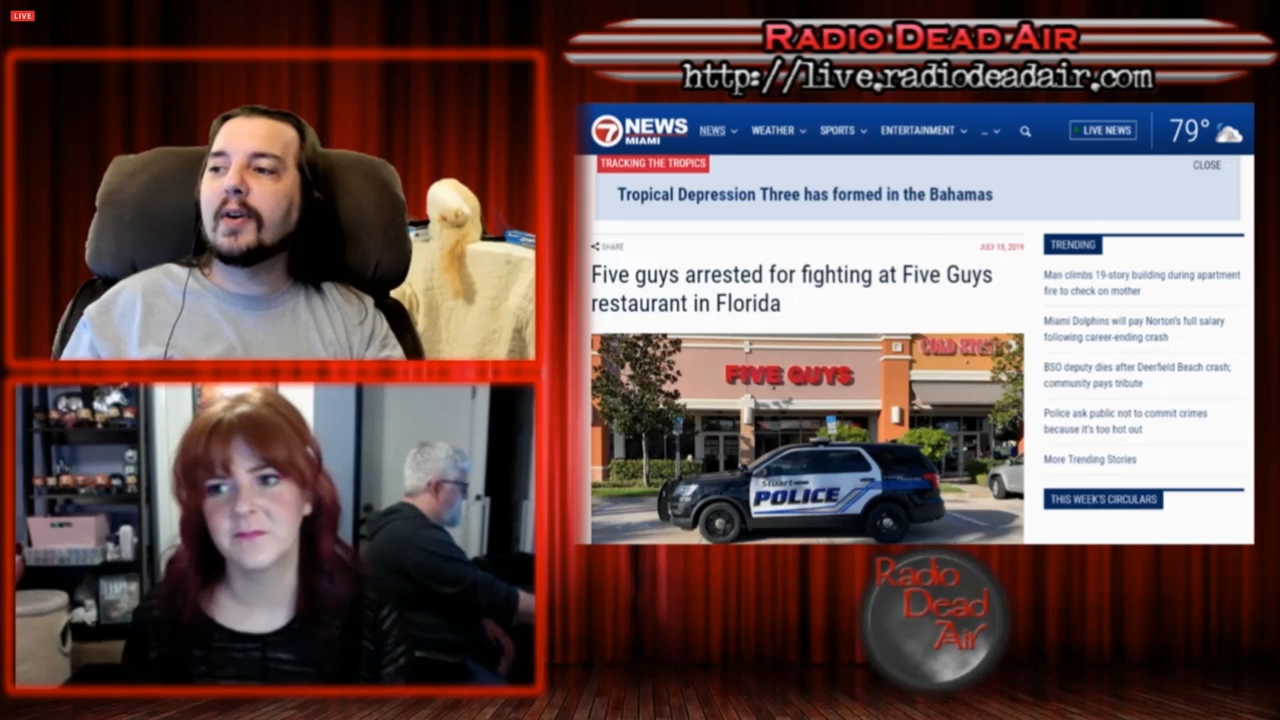 LIVE
RADIO DEAD AIR
http://live.radiodeadair.com
7 NEWS
MIAMI
NEWS WEATHER SPORTS ENTERTAINMENT
LIVE NEWS
79°
TRACKING THE TROPICS
CLOSE
Tropical Depression Three has formed in the Bahamas
SHARE
JULY 18, 2019
Five guys arrested for fighting at Five Guys
restaurant in Florida
FIVE GUYS
COLD
Stuart
POLICE
TRENDING
Man climbs 19-story building during apartment
fire to check on mother
Miami Dolphins will pay Norton's full salary
following career-ending crash
BSO deputy dies after Deerfield Beach crash;
community pays tribute
Police ask public not to commit crimes
because it's too hot out
More Trending Stories
THIS WEEK'S CIRCULARS
Radio
Dead
Air